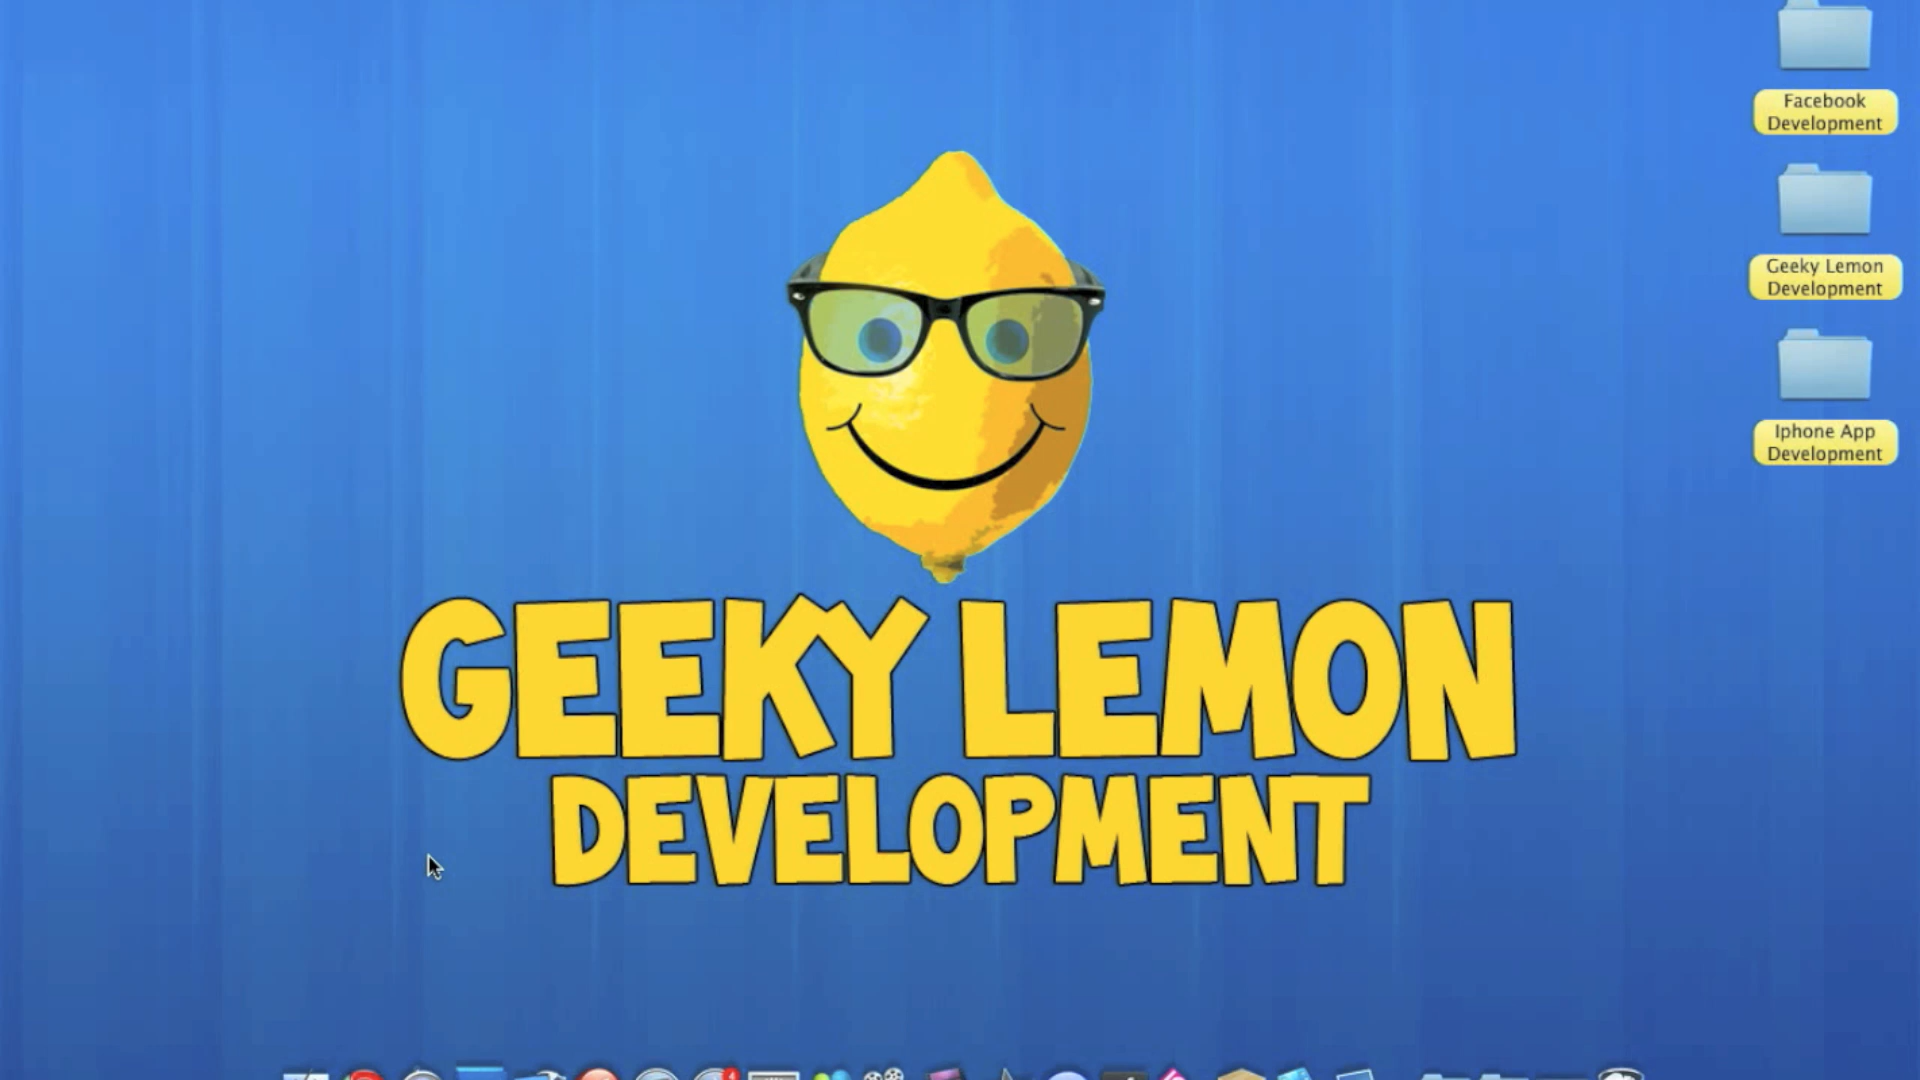 Facebook
Development
Geeky Lemon
Development
Iphone App
Development
GEEKY LEMON
DEVELOPMENT